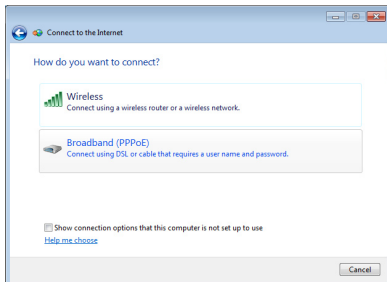 Connect to the Internet
How do you want to connect?
Wireless
Connect using a wireless router or a wireless network.
Broadband (PPPoE)
Connect using DSL or cable that requires a user name and password.
Show connection options that this computer is not set up to use
Help me choose
Cancel